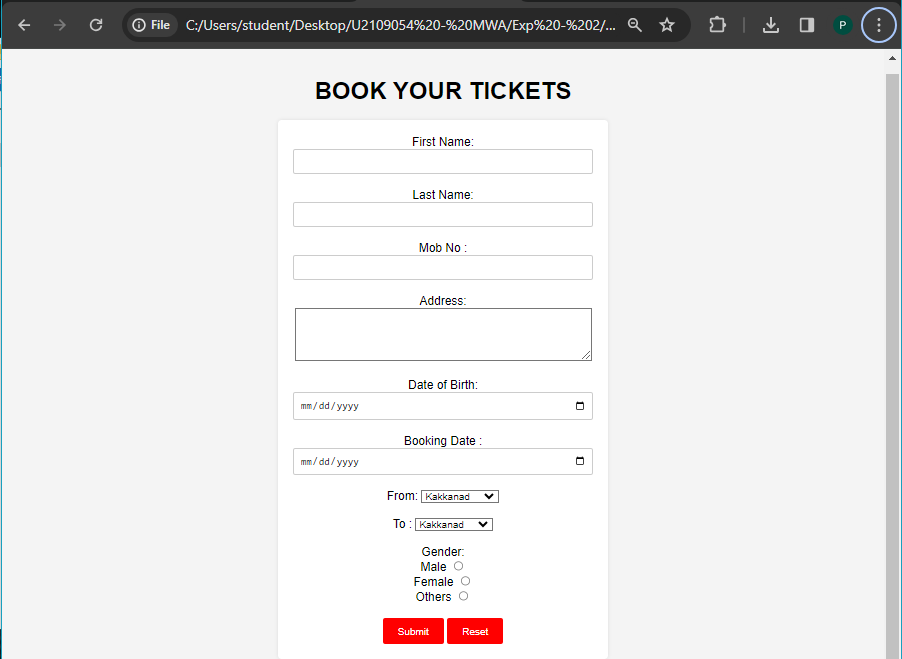 File C:/Users/student/Desktop/U2109054%20-%20MWA/Exp%20-%202/... P
BOOK YOUR TICKETS
First Name:
Last Name:
Mob No :
Address:
Date of Birth:
mm/dd/yyyy
Booking Date :
mm/dd/yyyy
From: Kakkanad
To : Kakkanad
Gender:
Male
Female
Others
Submit Reset